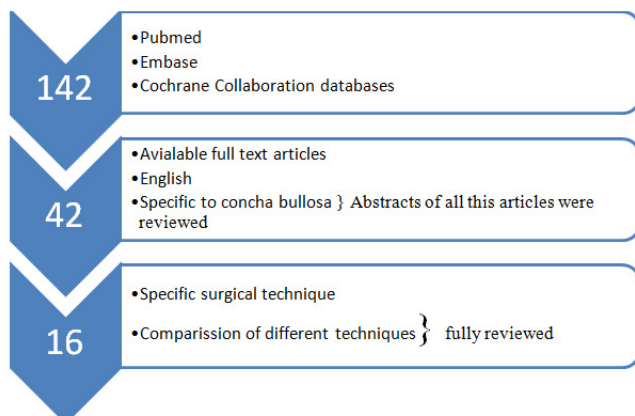 142
•Pubmed
•Embase
•Cochrane Collaboration databases
42
•Avialable full text articles
•English
•Specific to concha bullosa } Abstracts of all this articles were
reviewed
16
•Specific surgical technique
•Comparission of different techniques } fully reviewed